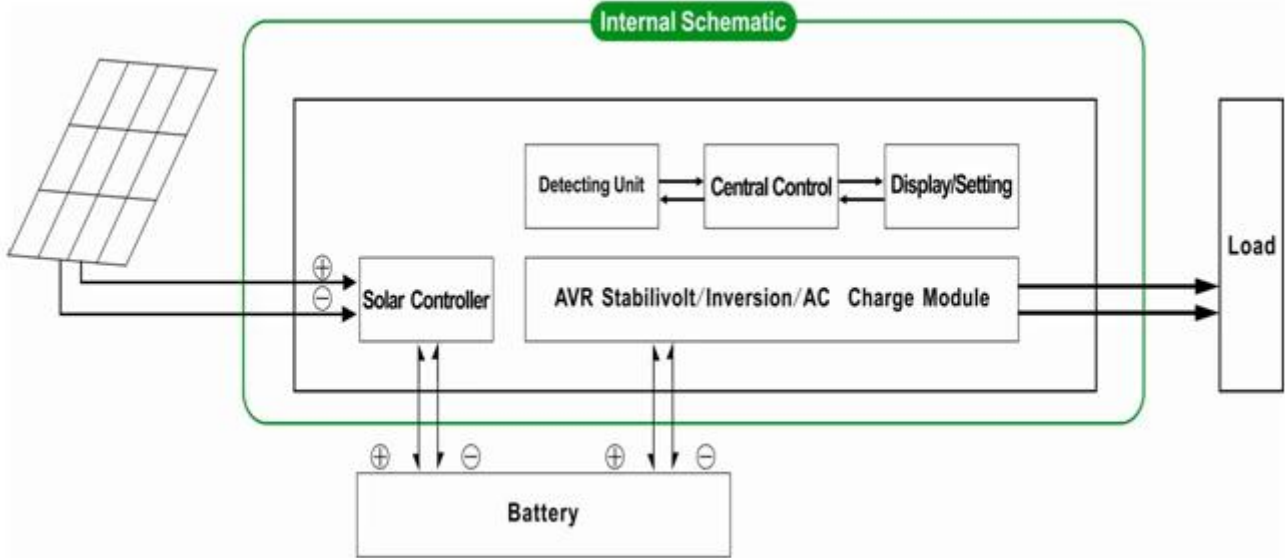 Internal Schematic
Detecting Unit
Central Control
Display/Setting
Load
⊕
⊖
Solar Controller
AVR Stabilivolt/Inversion/AC Charge Module
⊕ ⊖ ⊕ ⊖
Battery